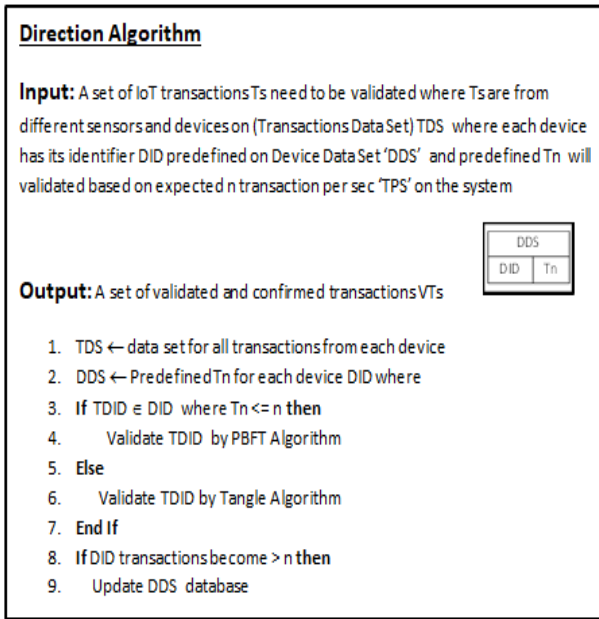 Direction Algorithm
Input: A set of IoT transactions Ts need to be validated where Ts are from
different sensors and devices on (Transactions Data Set) TDS where each device
has its identifier DID predefined on Device Data Set 'DDS' and predefined Tn will
validated based on expected n transaction per sec 'TPS' on the system
DDS
DID Tn
Output: A set of validated and confirmed transactions VTs
1. TDS ← data set for all transactions from each device
2. DDS ← Predefined Tn for each device DID where
3. If TDID ∈ DID where Tn <= n then
4. Validate TDID by PBFT Algorithm
5. Else
6. Validate TDID by Tangle Algorithm
7. End If
8. If DID transactions become > n then
9. Update DDS database